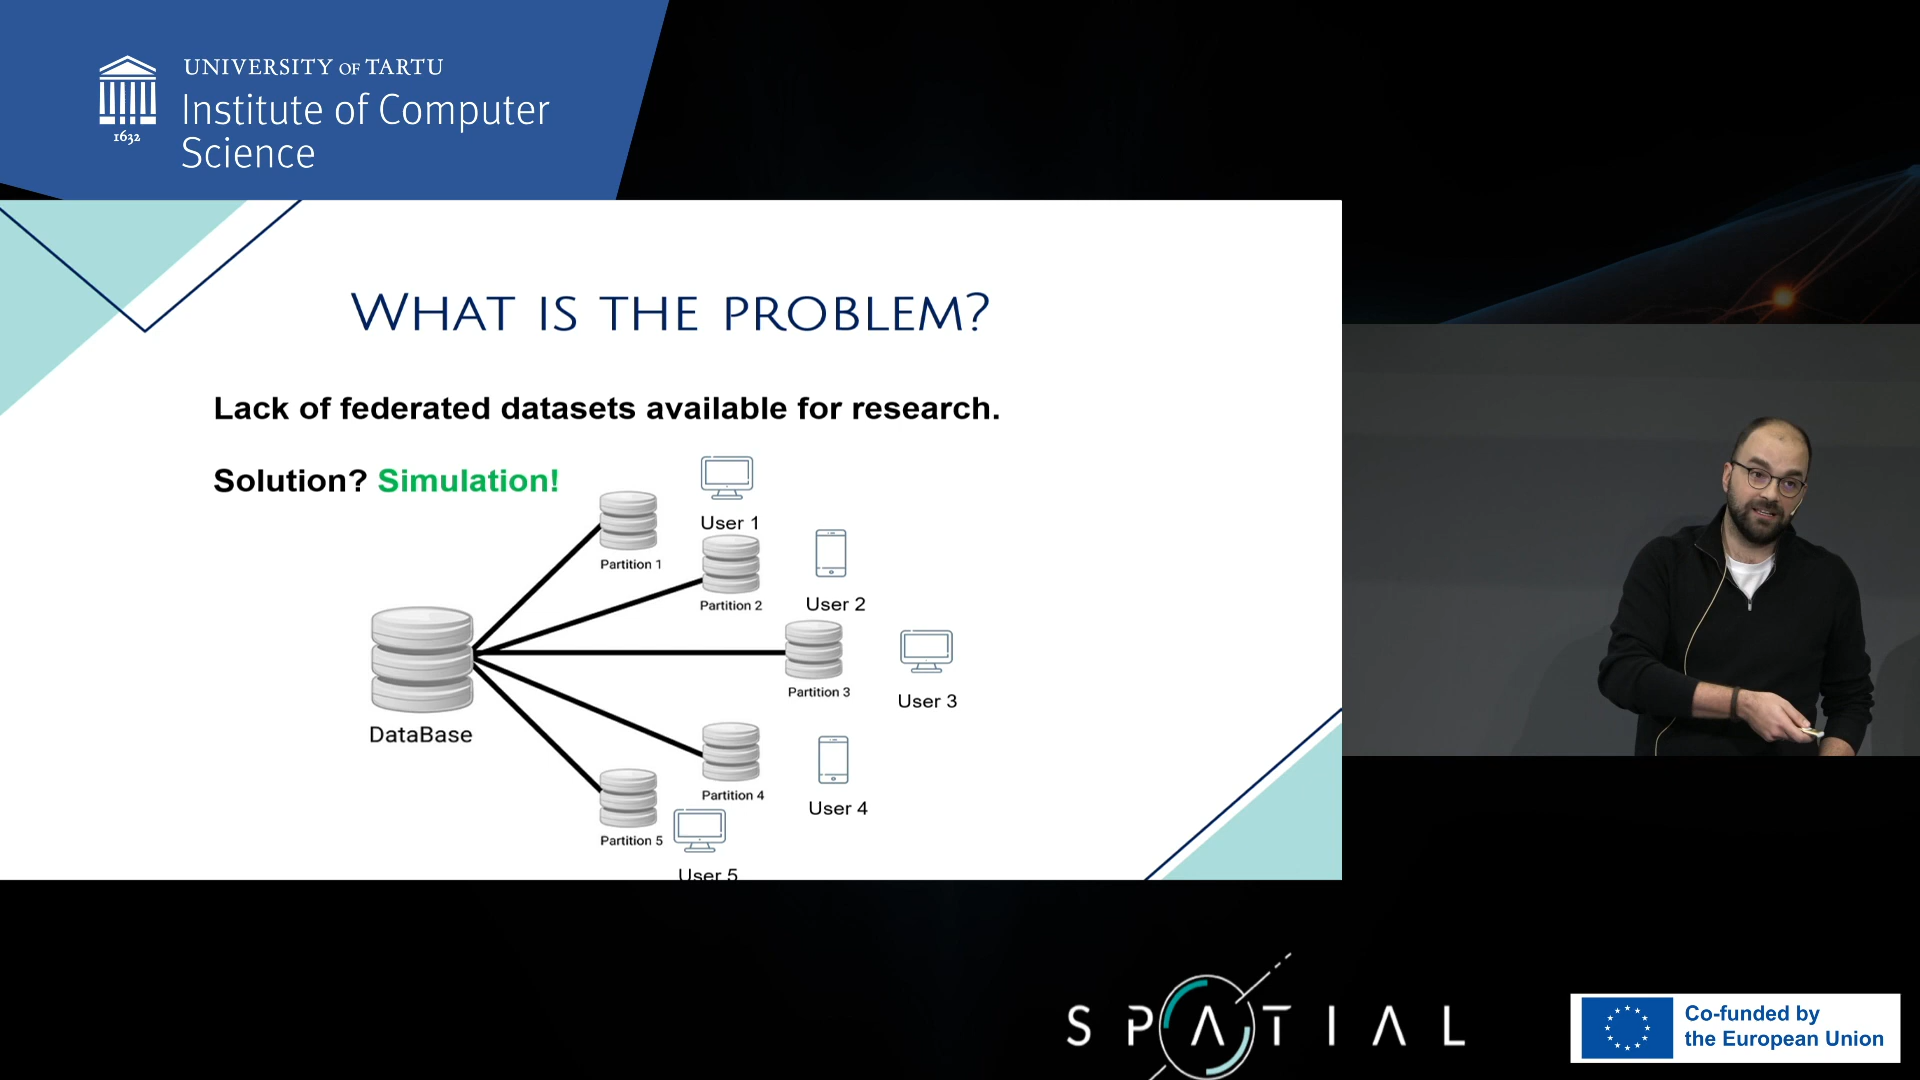 UNIVERSITY OF TARTU
Institute of Computer
Science
1632
WHAT IS THE PROBLEM?
Lack of federated datasets available for research.
Solution? Simulation!
User 1
Partition 1
Partition 2
User 2
Partition 3
User 3
DataBase
Partition 4
User 4
Partition 5
User 5
SPATIAL
Co-funded by
the European Union